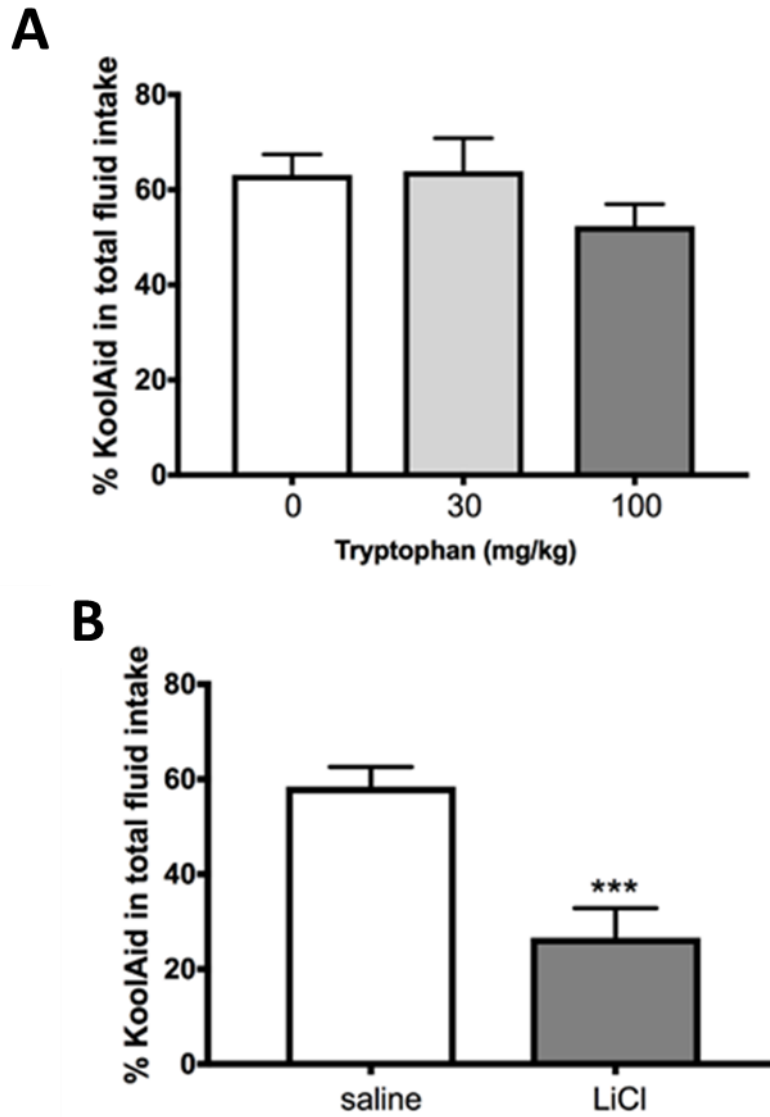 A
% KoolAid in total fluid intake
80
60
40
20
0
0 30 100
Tryptophan (mg/kg)
B
% KoolAid in total fluid intake
80
60
40
20
0
***
saline LiCl